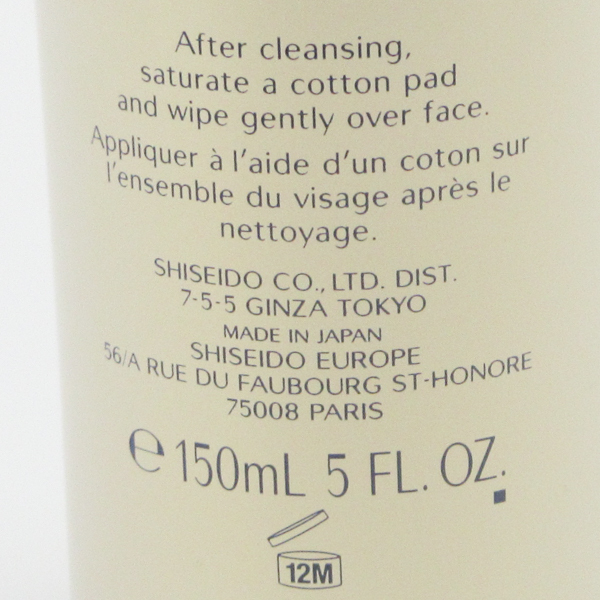 After cleansing,
saturate a cotton pad
and wipe gently over face.
Appliquer à l'aide d'un coton sur
l'ensemble du visage après le
nettoyage.
SHISEIDO CO., LTD. DIST.
7-5-5 GINZA TOKYO
MADE IN JAPAN
SHISEIDO EUROPE
56/A RUE DU FAUBOURG ST-HONORE
75008 PARIS
℮ 150mL 5 FL. OZ.
12M